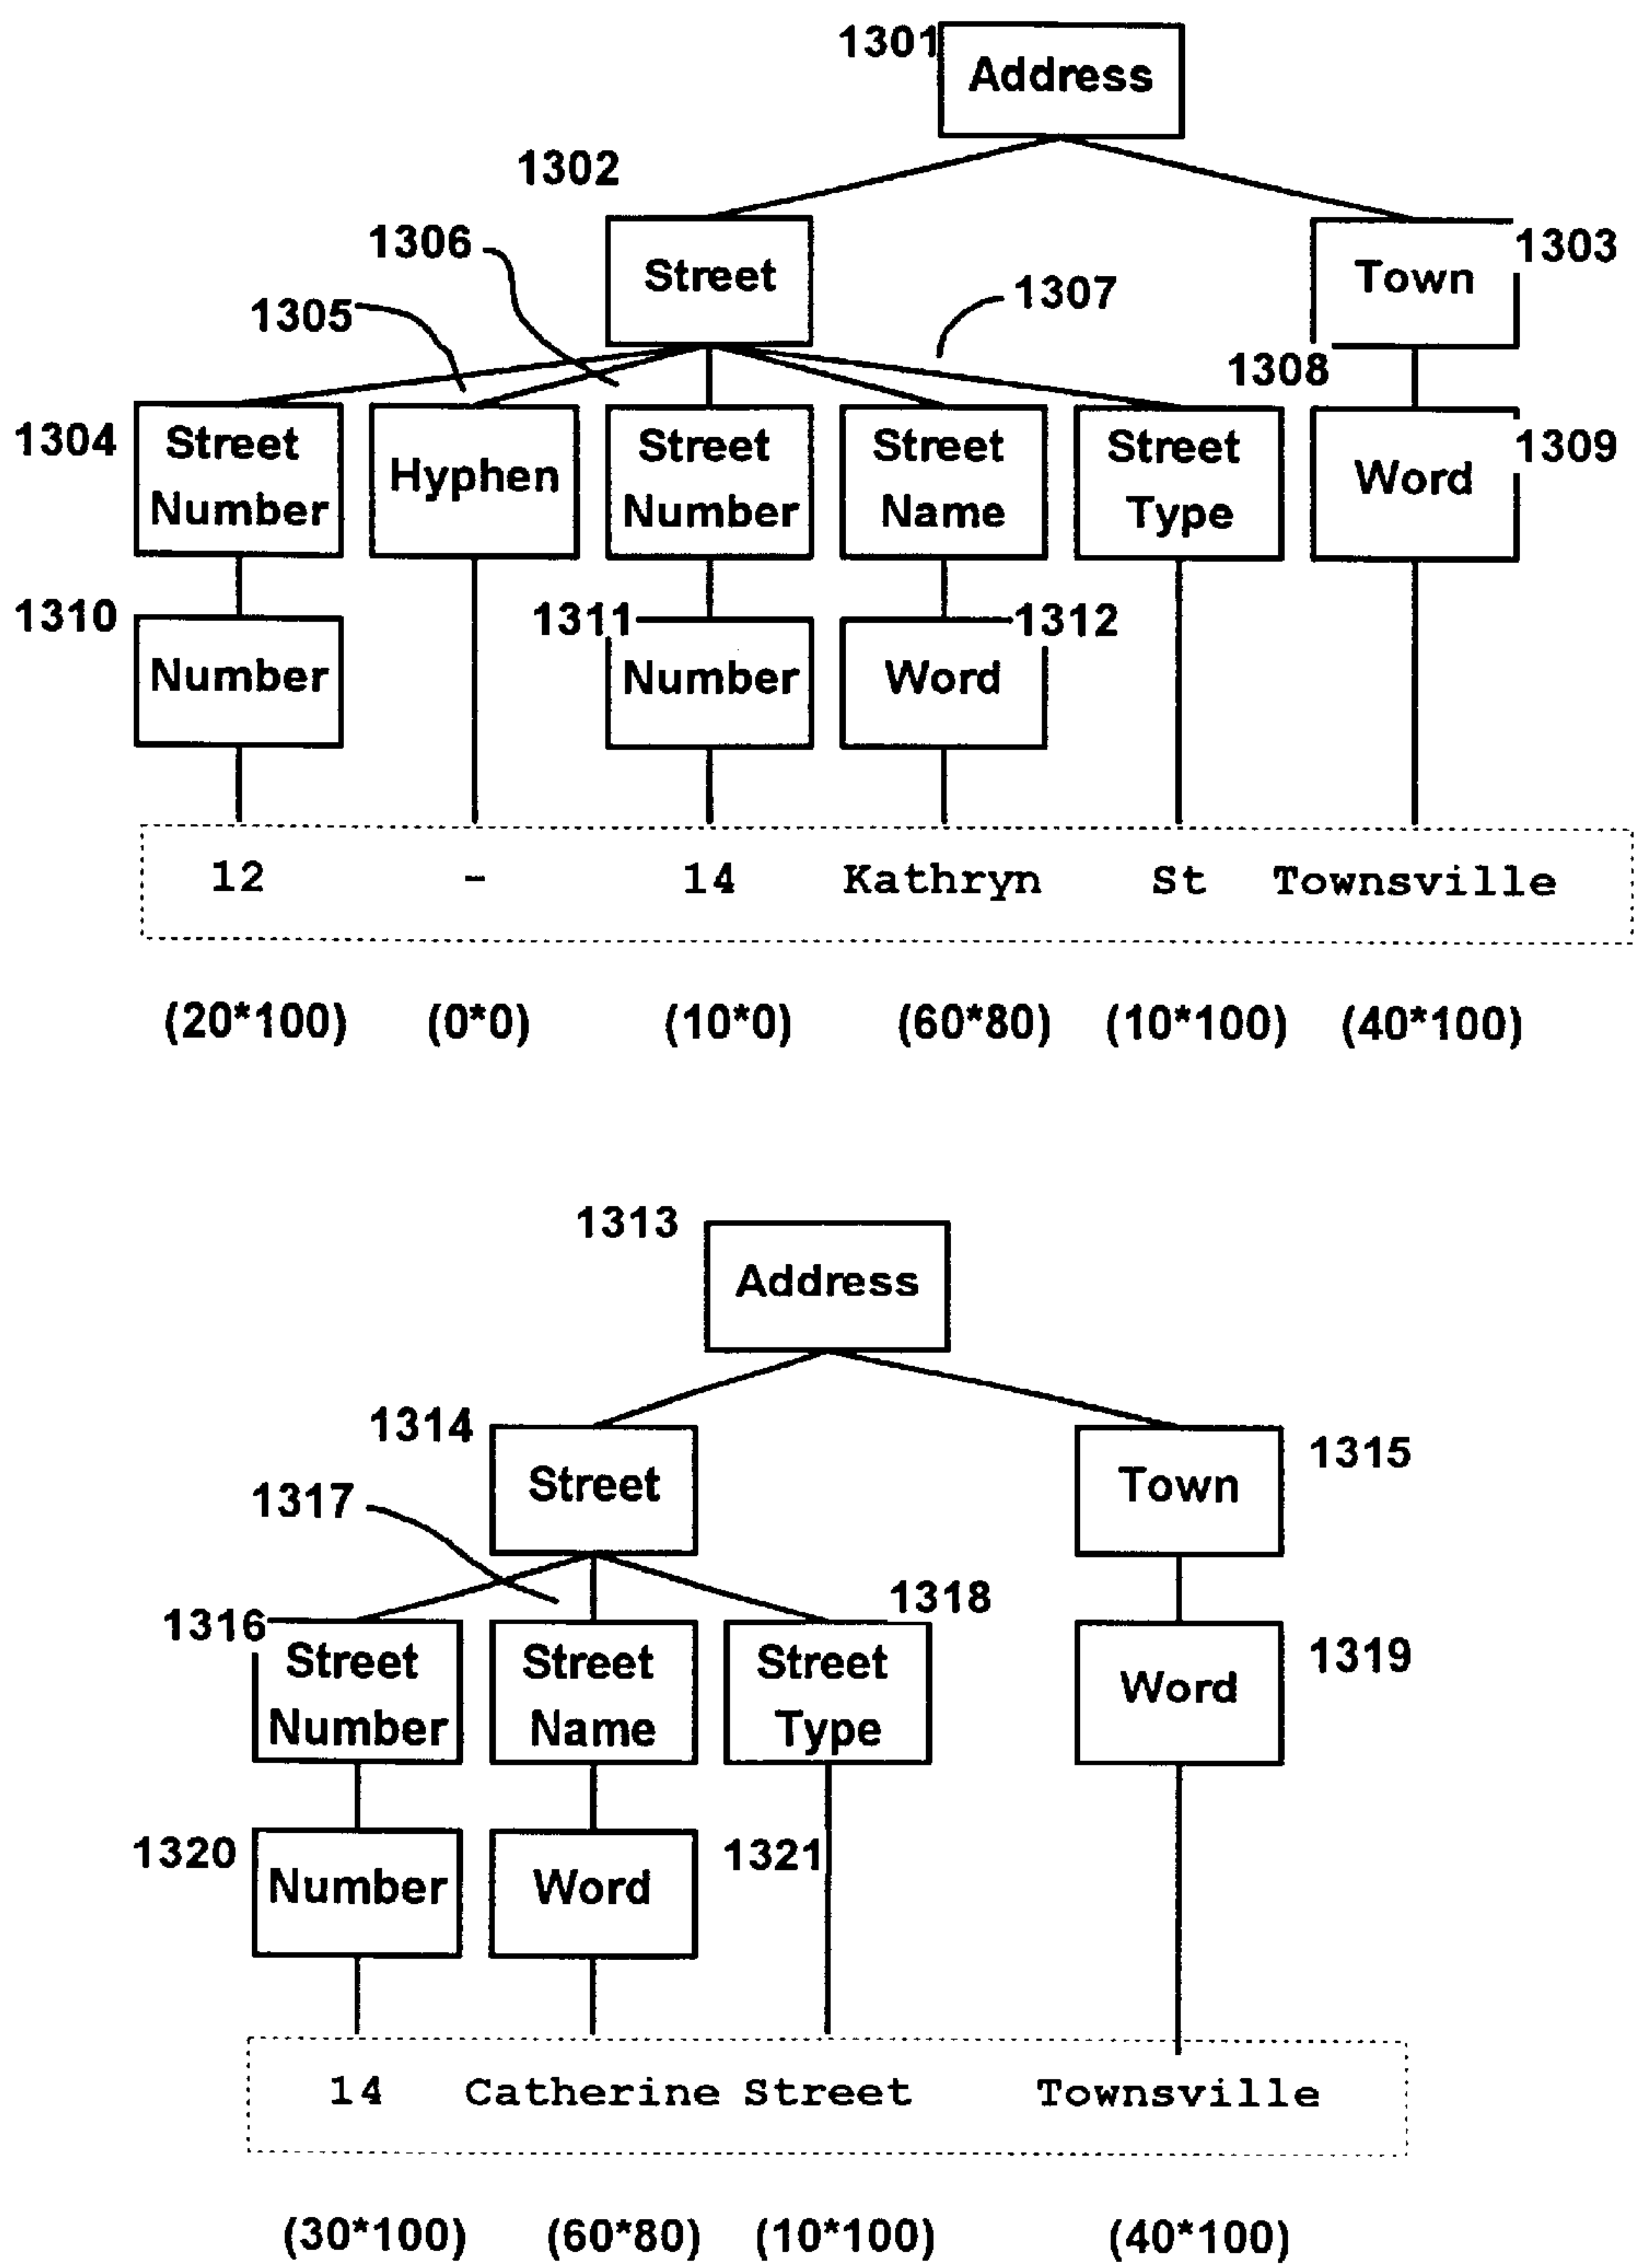 1301
Address
1302
1306
1303
Street
Town
1305
1307
1308
1304
Street Number
Hyphen
Street Number
Street Name
Street Type
Word
1309
1310
1311
1312
Number
Number
Word
12 - 14 Kathryn St Townsville
(20*100) (0*0) (10*0) (60*80) (10*100) (40*100)
1313
Address
1314
1315
Street
Town
1317
1318
1316
Street Number
Street Name
Street Type
Word
1319
1320
1321
Number
Word
14 Catherine Street Townsville
(30*100) (60*80) (10*100) (40*100)